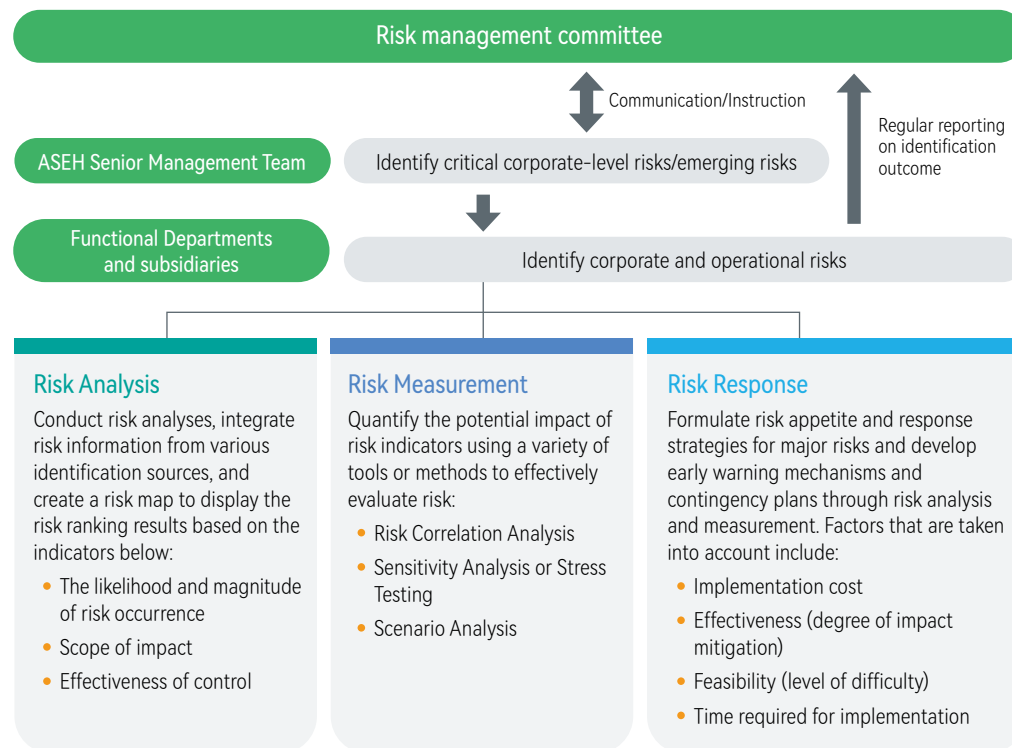 Risk management committee
Communication/Instruction
Regular reporting
on identification
outcome
ASEH Senior Management Team
Identify critical corporate-level risks/emerging risks
Functional Departments
and subsidiaries
Identify corporate and operational risks
Risk Analysis
Conduct risk analyses, integrate
risk information from various
identification sources, and
create a risk map to display the
risk ranking results based on the
indicators below:
• The likelihood and magnitude
of risk occurrence
• Scope of impact
• Effectiveness of control
Risk Measurement
Quantify the potential impact of
risk indicators using a variety of
tools or methods to effectively
evaluate risk:
• Risk Correlation Analysis
• Sensitivity Analysis or Stress
Testing
• Scenario Analysis
Risk Response
Formulate risk appetite and response
strategies for major risks and develop
early warning mechanisms and
contingency plans through risk analysis
and measurement. Factors that are taken
into account include:
• Implementation cost
• Effectiveness (degree of impact
mitigation)
• Feasibility (level of difficulty)
• Time required for implementation